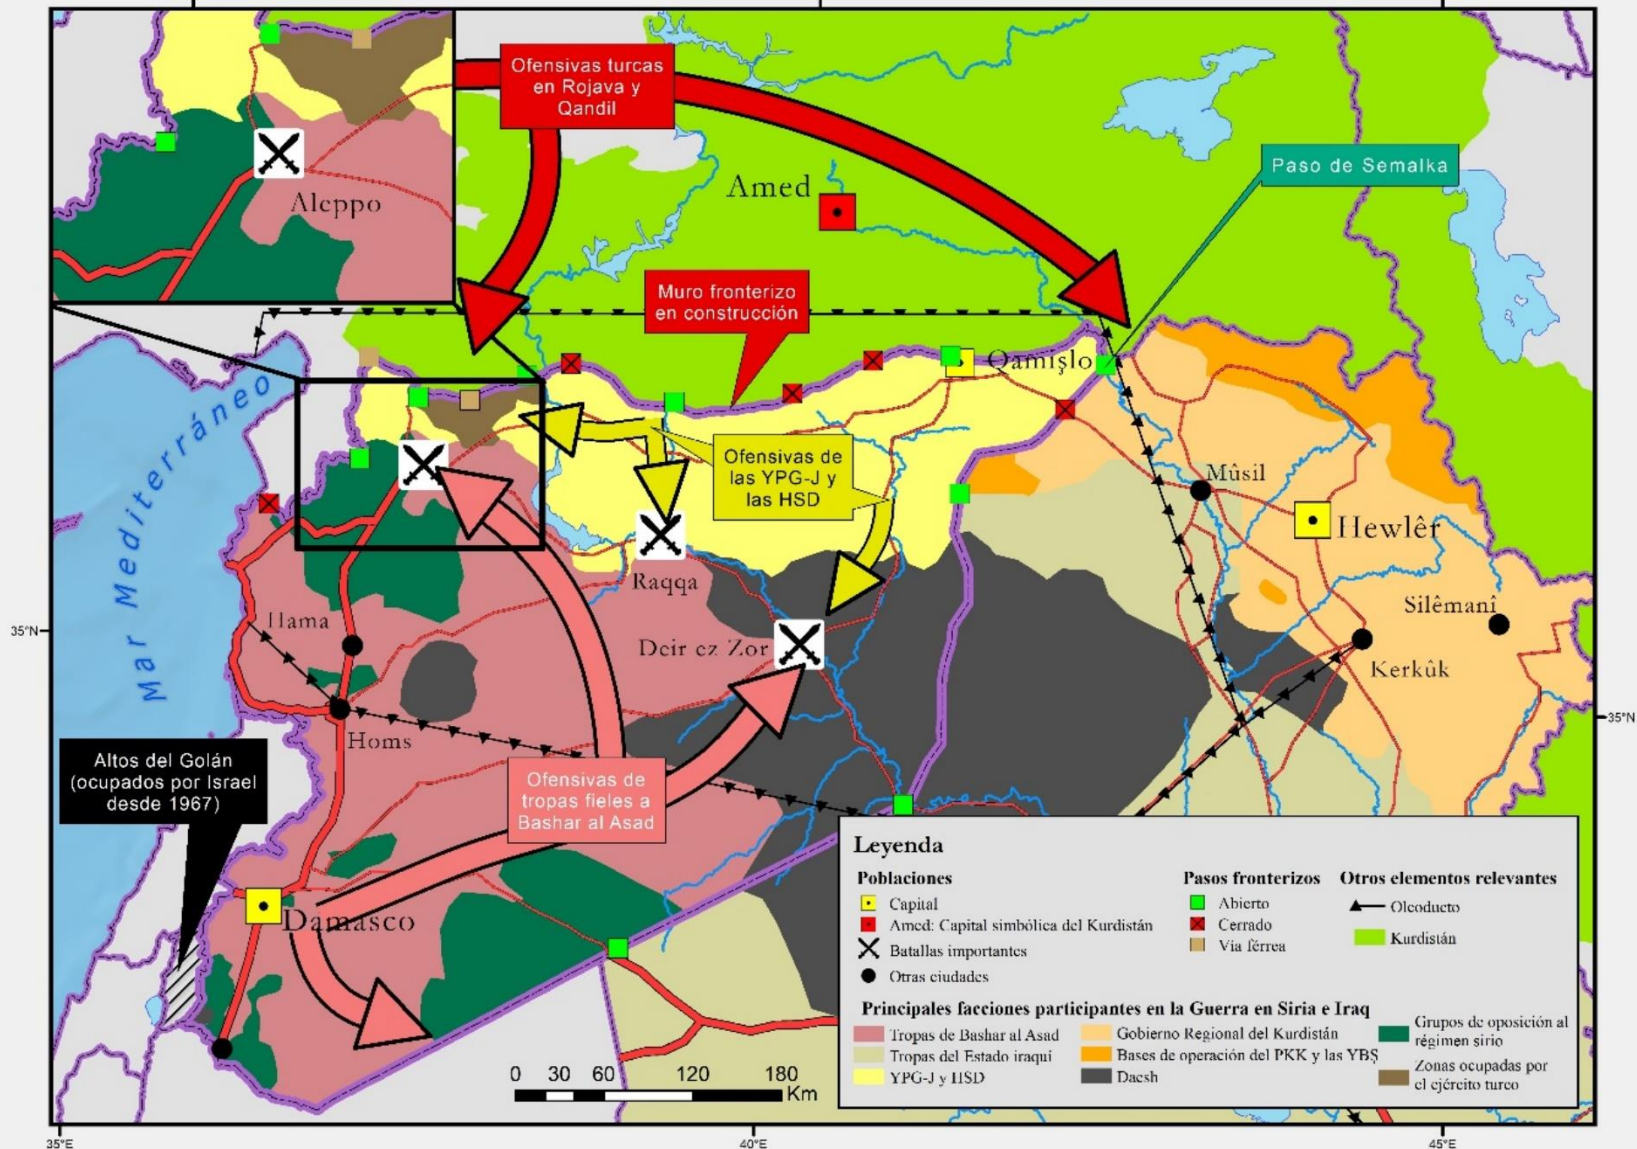 Ofensivas turcas
en Rojava y
Qandil
Paso de Semalka
Amed
Aleppo
Muro fronterizo
en construcción
Qamişlo
Mar Mediterráneo
Ofensivas de
las YPG-J y
las HSD
Mûsil
Hewlêr
Raqqa
Silêmanî
Hama
35°N
Deir ez Zor
Kerkûk
35°N
Homs
Altos del Golán
(ocupados por Israel
desde 1967)
Ofensivas de
tropas fieles a
Bashar al Asad
Damasco
Leyenda
Poblaciones
Capital
Amed: Capital simbólica del Kurdistán
Batallas importantes
Otras ciudades
Pasos fronterizos
Abierto
Cerrado
Vía férrea
Otros elementos relevantes
Oleoducto
Kurdistán
Principales facciones participantes en la Guerra en Siria e Iraq
Tropas de Bashar al Asad
Tropas del Estado iraquí
YPG-J y HSD
Gobierno Regional del Kurdistán
Bases de operación del PKK y las YBŞ
Daesh
Grupos de oposición al
régimen sirio
Zonas ocupadas por
el ejército turco
0 30 60 120 180
Km
35°E
40°E
45°E